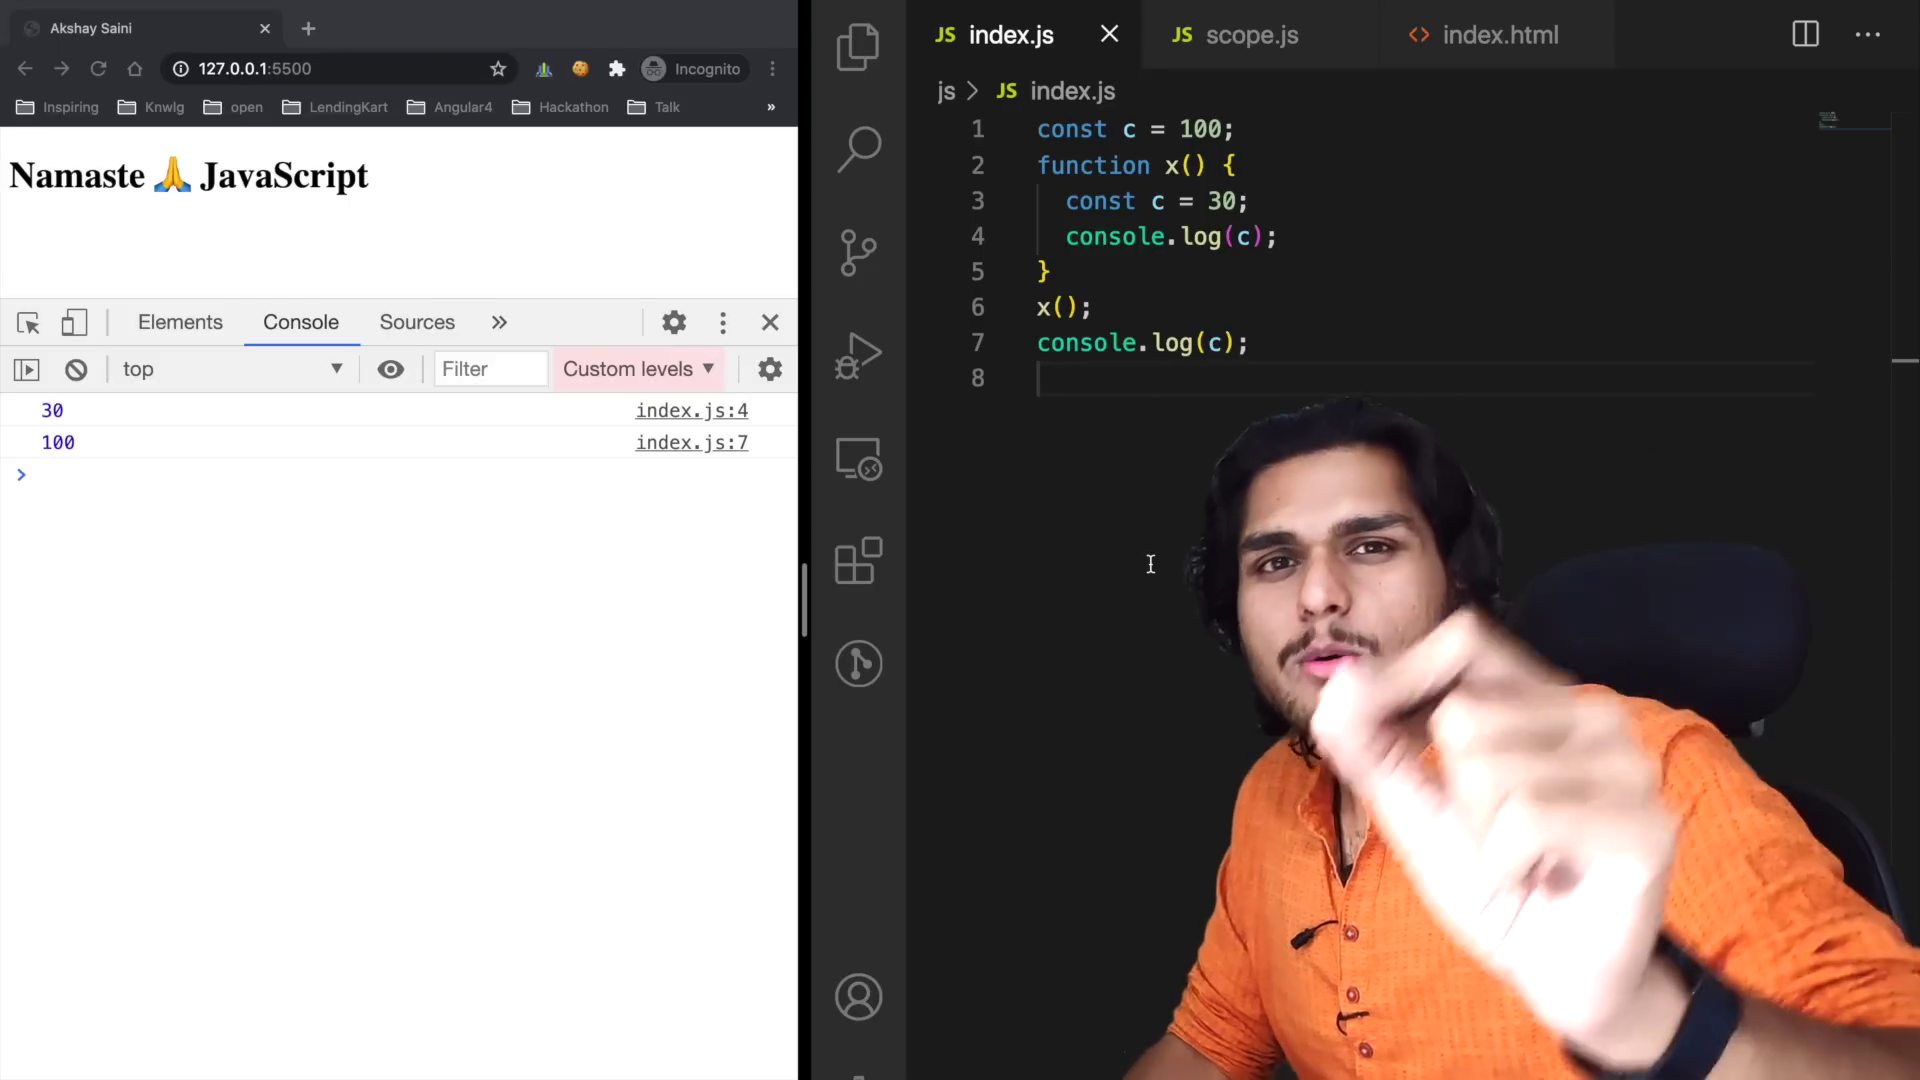 Akshay Saini
127.0.0.1:5500
Incognito
Inspiring Knwlg open LendingKart Angular4 Hackathon Talk »
Namaste 🙏 JavaScript
Elements Console Sources »
top Filter Custom levels ▼
30 index.js:4
100 index.js:7
>
JS index.js JS scope.js <> index.html
js > JS index.js
1 const c = 100;
2 function x() {
3 const c = 30;
4 console.log(c);
5 }
6 x();
7 console.log(c);
8